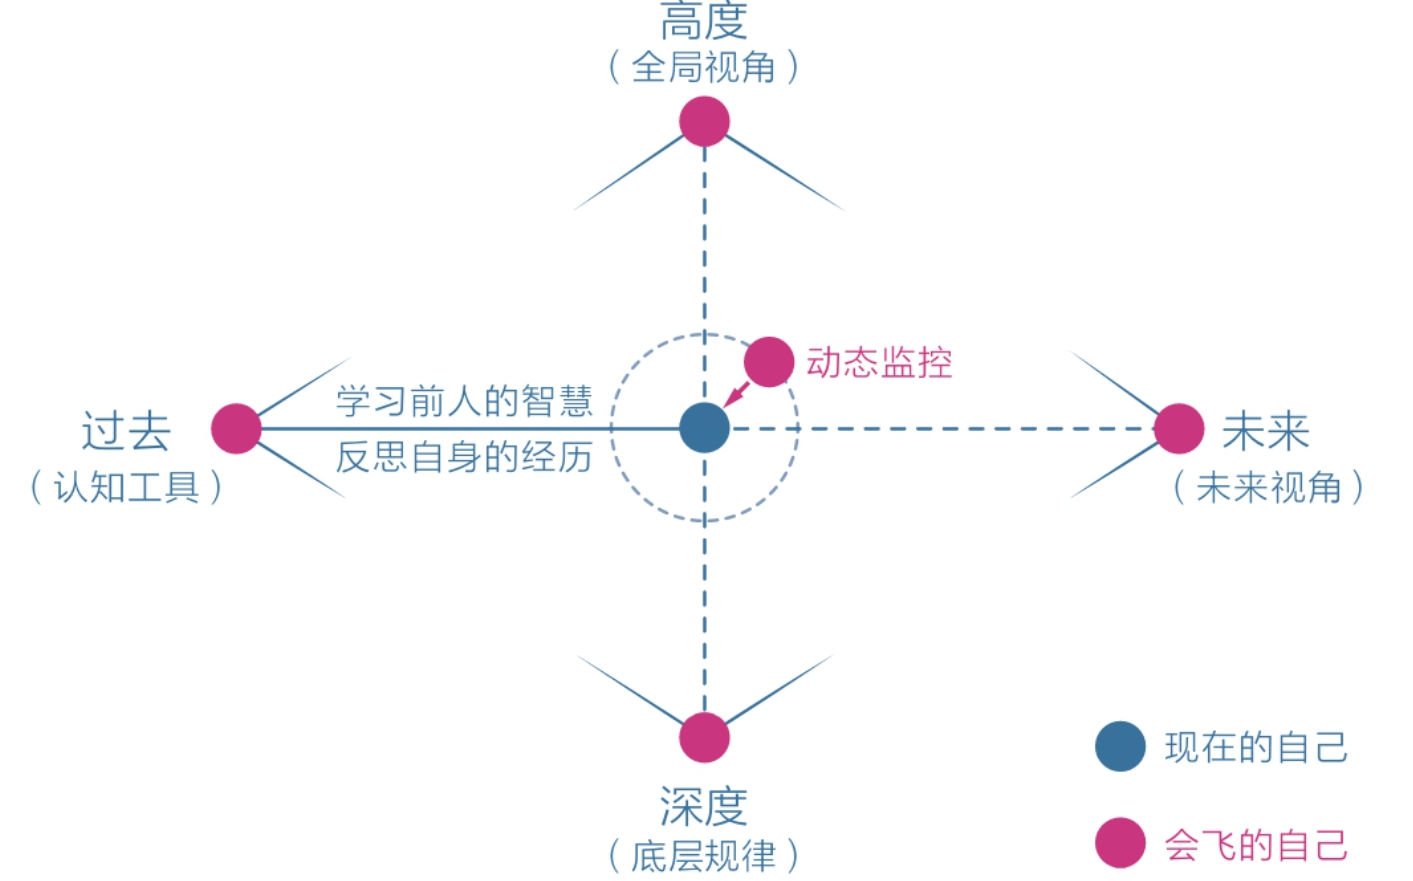 高度
（全局视角）
动态监控
学习前人的智慧
过去
未来
反思自身的经历
（认知工具）
（未来视角）
现在的自己
深度
（底层规律）
会飞的自己